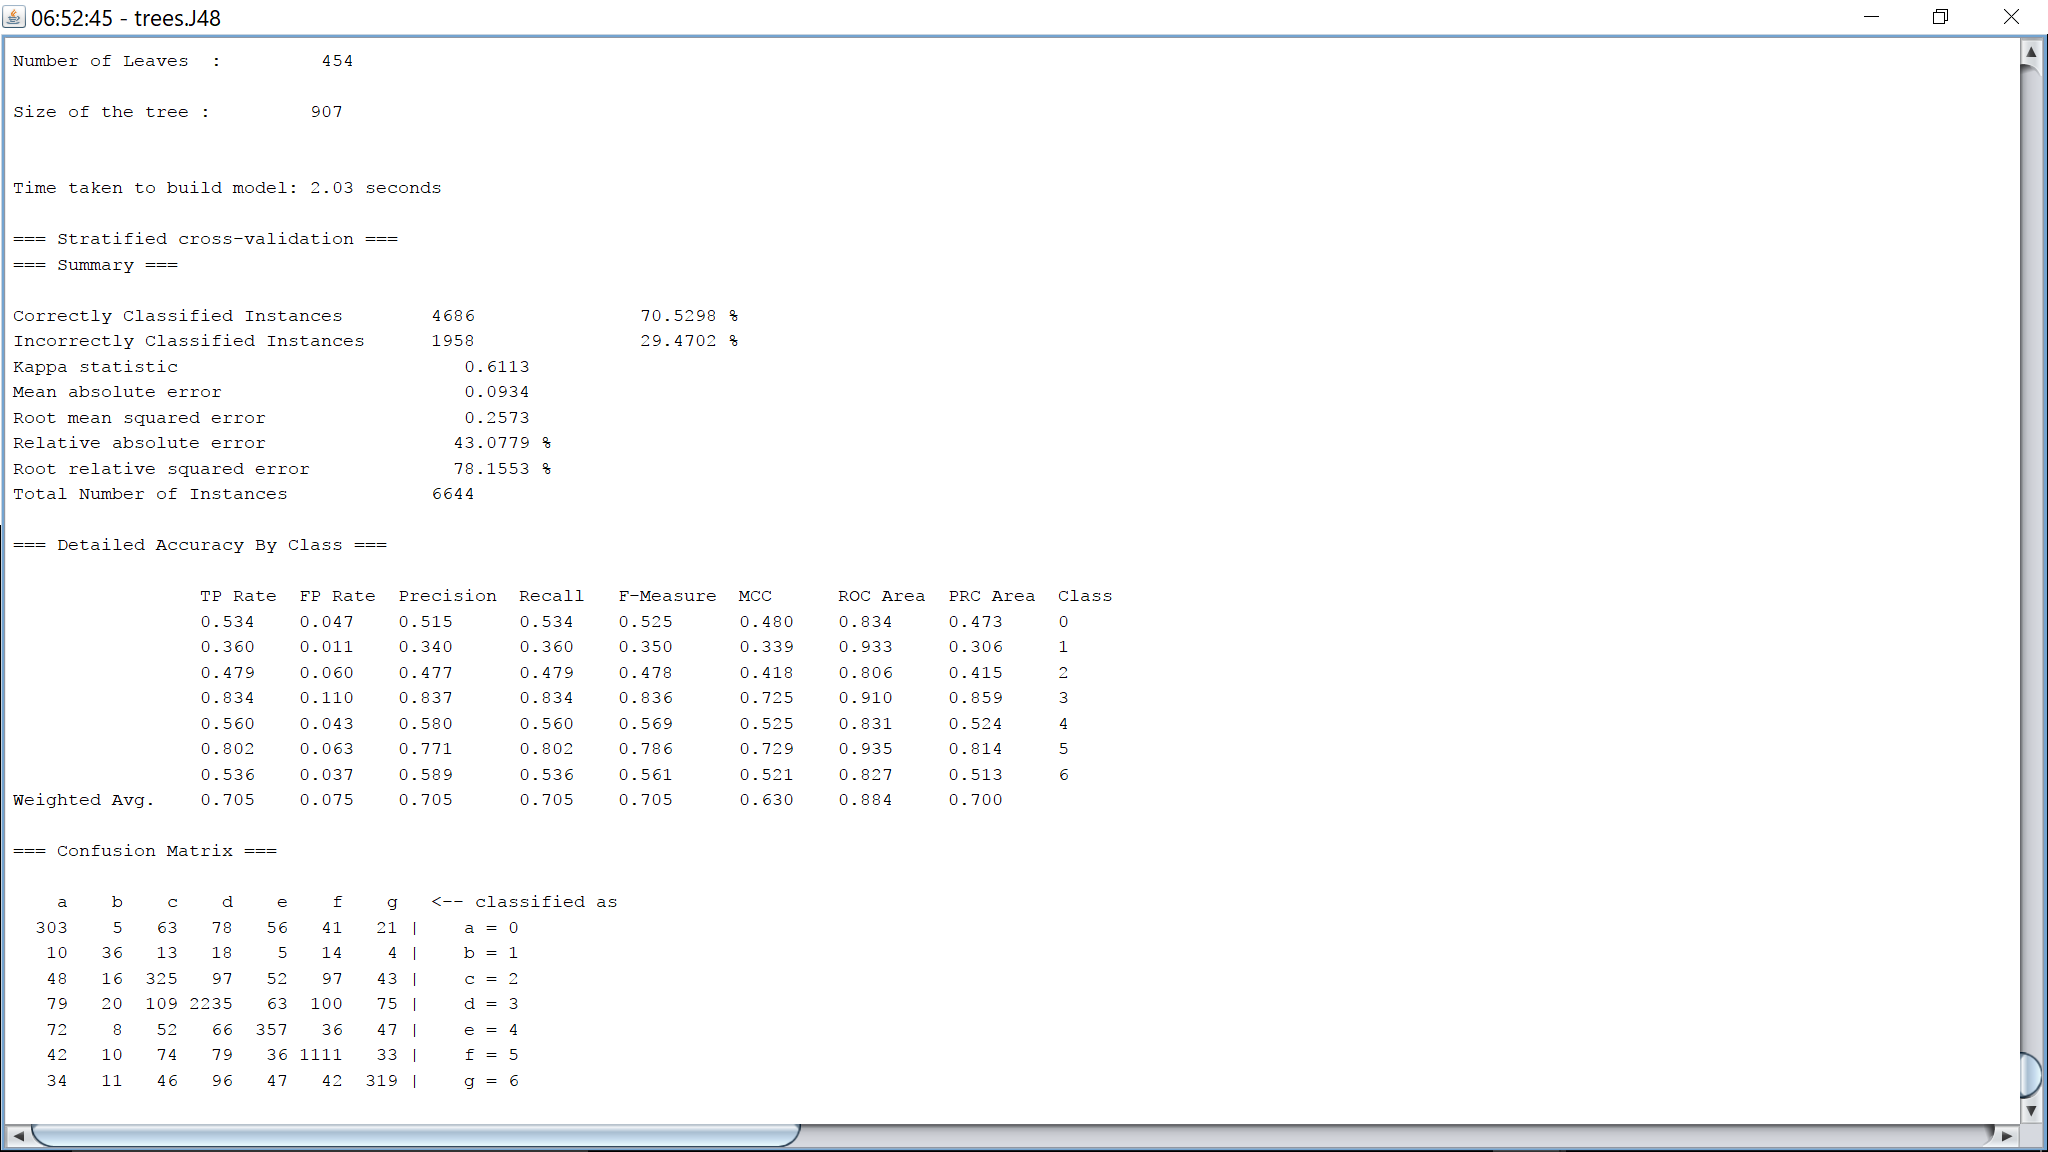 06:52:45 - trees.J48
Number of Leaves  :         454
Size of the tree :         907
Time taken to build model: 2.03 seconds
=== Stratified cross-validation ===
=== Summary ===
Correctly Classified Instances        4686               70.5298 %
Incorrectly Classified Instances      1958               29.4702 %
Kappa statistic                          0.6113
Mean absolute error                      0.0934
Root mean squared error                  0.2573
Relative absolute error                 43.0779 %
Root relative squared error             78.1553 %
Total Number of Instances             6644
=== Detailed Accuracy By Class ===
                 TP Rate  FP Rate  Precision  Recall   F-Measure  MCC      ROC Area  PRC Area  Class
                 0.534    0.047    0.515      0.534    0.525      0.480    0.834     0.473     0
                 0.360    0.011    0.340      0.360    0.350      0.339    0.933     0.306     1
                 0.479    0.060    0.477      0.479    0.478      0.418    0.806     0.415     2
                 0.834    0.110    0.837      0.834    0.836      0.725    0.910     0.859     3
                 0.560    0.043    0.580      0.560    0.569      0.525    0.831     0.524     4
                 0.802    0.063    0.771      0.802    0.786      0.729    0.935     0.814     5
                 0.536    0.037    0.589      0.536    0.561      0.521    0.827     0.513     6
Weighted Avg.    0.705    0.075    0.705      0.705    0.705      0.630    0.884     0.700
=== Confusion Matrix ===
    a    b    c    d    e    f    g   <-- classified as
  303    5   63   78   56   41   21 |    a = 0
   10   36   13   18    5   14    4 |    b = 1
   48   16  325   97   52   97   43 |    c = 2
   79   20  109 2235   63  100   75 |    d = 3
   72    8   52   66  357   36   47 |    e = 4
   42   10   74   79   36 1111   33 |    f = 5
   34   11   46   96   47   42  319 |    g = 6